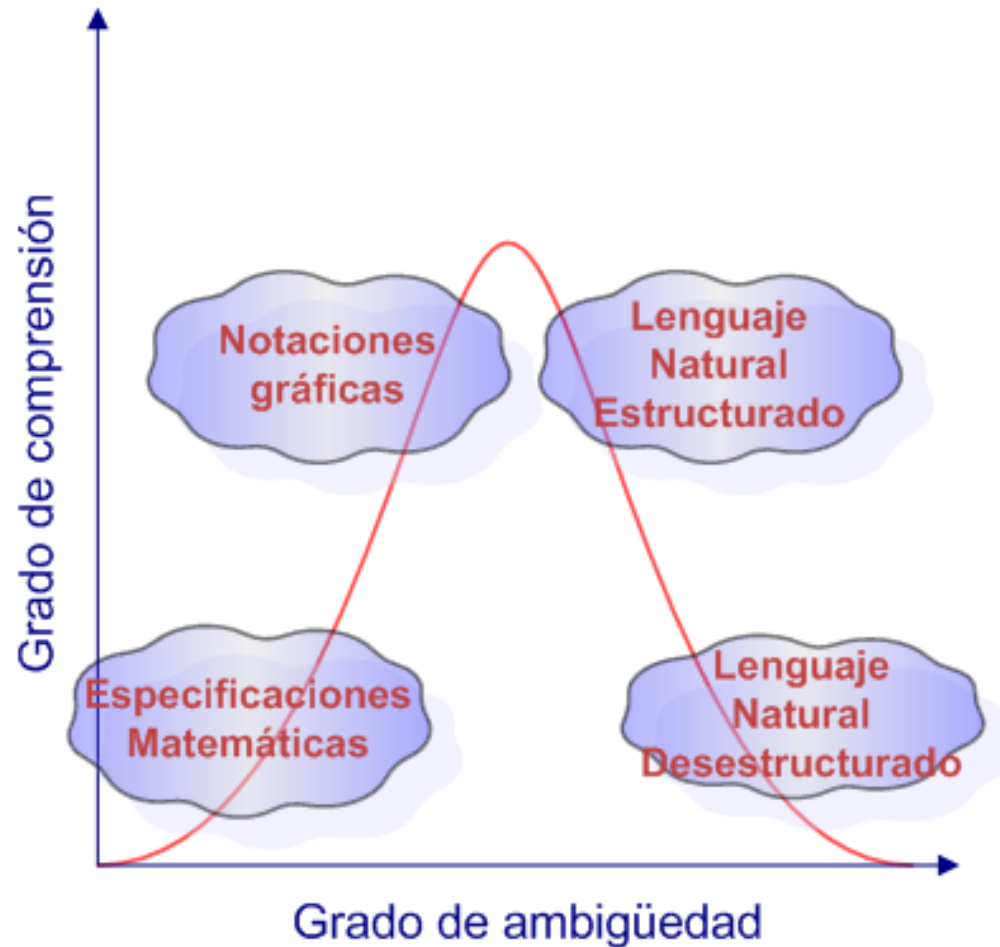 Grado de comprensión
Notaciones
gráficas
Lenguaje
Natural
Estructurado
Especificaciones
Matemáticas
Lenguaje
Natural
Desestructurado
Grado de ambigüedad